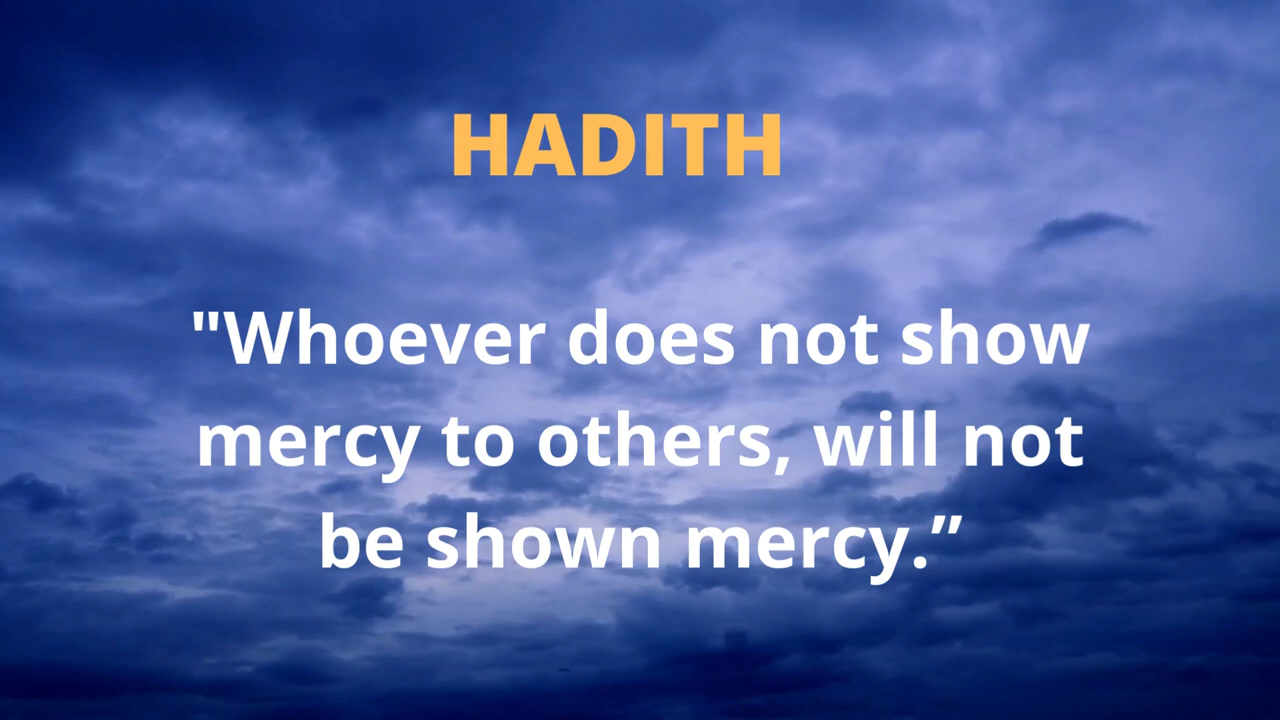 HADITH
"Whoever does not show
mercy to others, will not
be shown mercy.”